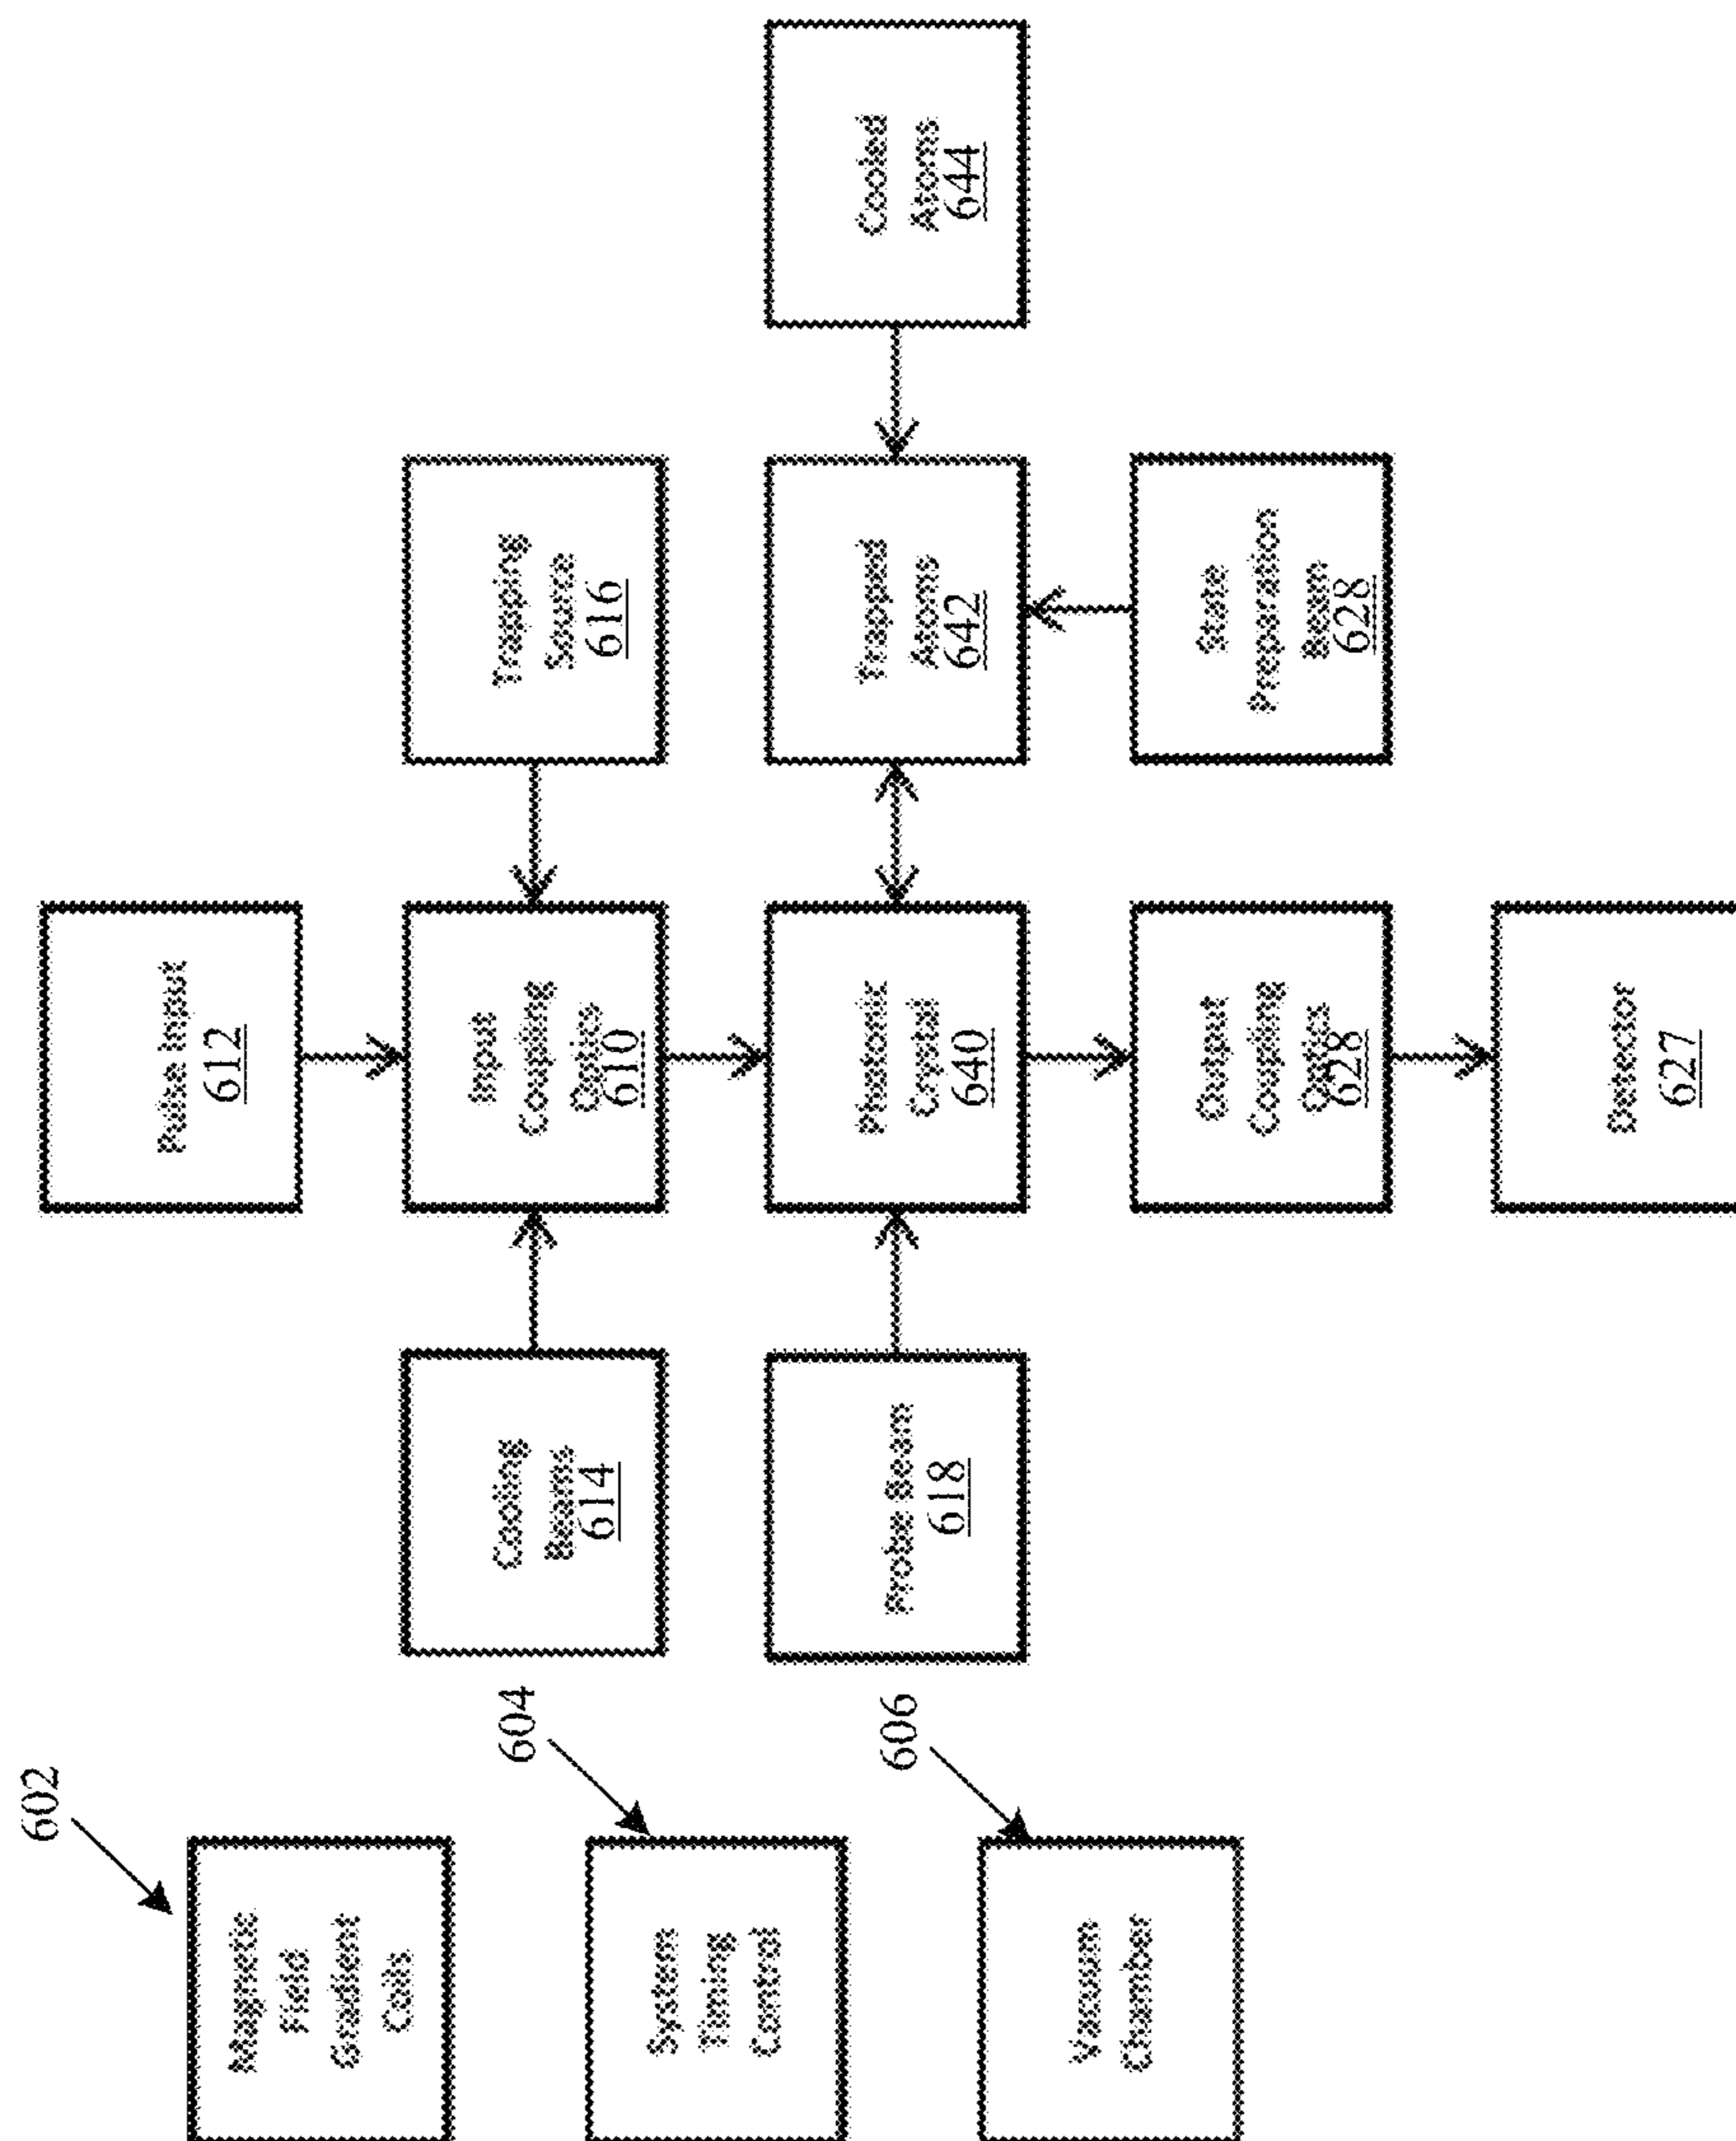 602
Magnetic
Field
Gradient
Coils
604
System
Timing
Control
606
Vacuum
Chamber
Pulse Input
612
Cooling
Beams
614
Input
Coupling
Optics
610
Trapping
Source
616
Probe Beam
618
Photonic
Crystal
640
Trapped
Atoms
642
Cooled
Atoms
644
Output
Coupling
Optics
628
State
Preparation
Beam
628
Detector
627